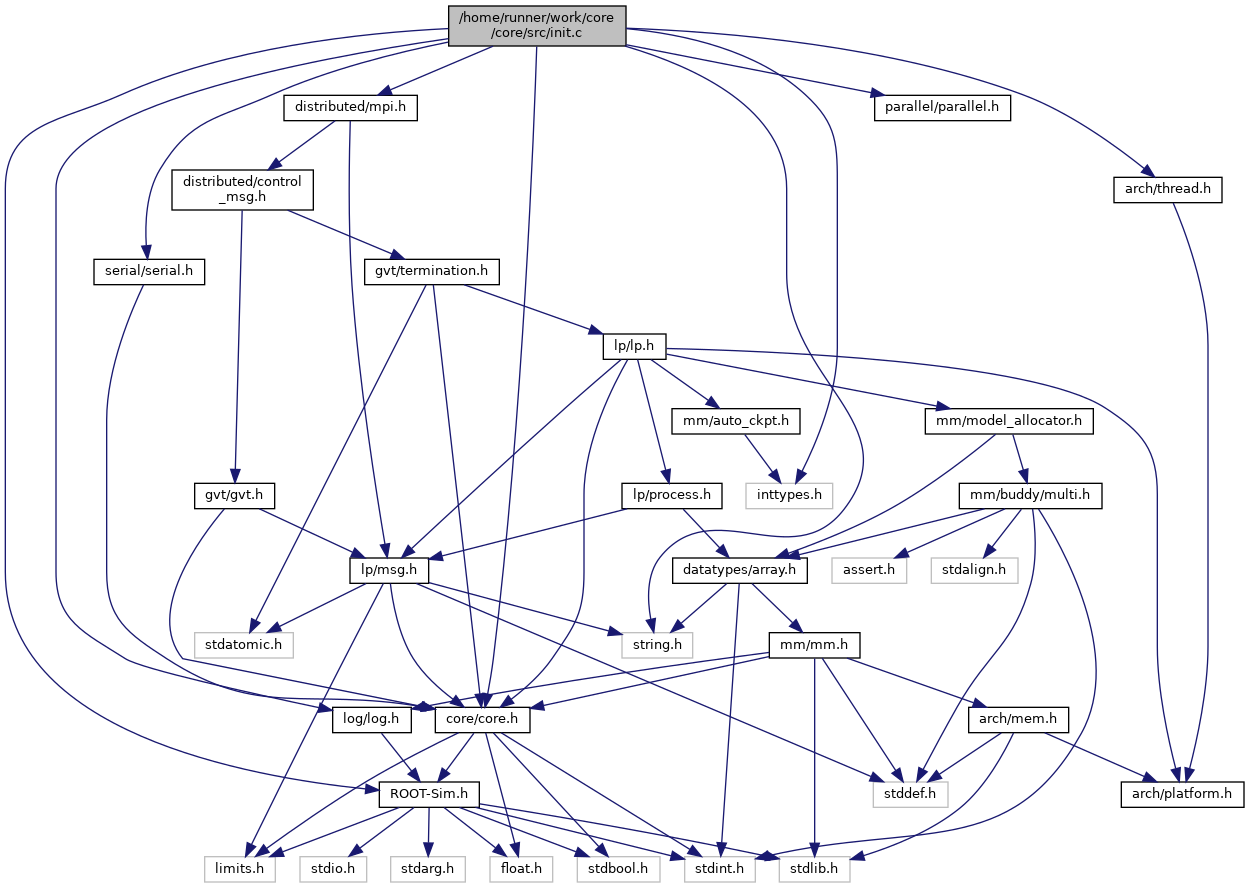 /home/runner/work/core
/core/src/init.c
distributed/mpi.h
parallel/parallel.h
distributed/control
_msg.h
arch/thread.h
serial/serial.h
gvt/termination.h
lp/lp.h
mm/auto_ckpt.h
mm/model_allocator.h
gvt/gvt.h
lp/process.h
inttypes.h
mm/buddy/multi.h
lp/msg.h
datatypes/array.h
assert.h
stdalign.h
stdatomic.h
string.h
mm/mm.h
log/log.h
core/core.h
arch/mem.h
ROOT-Sim.h
stddef.h
arch/platform.h
limits.h
stdio.h
stdarg.h
float.h
stdbool.h
stdint.h
stdlib.h